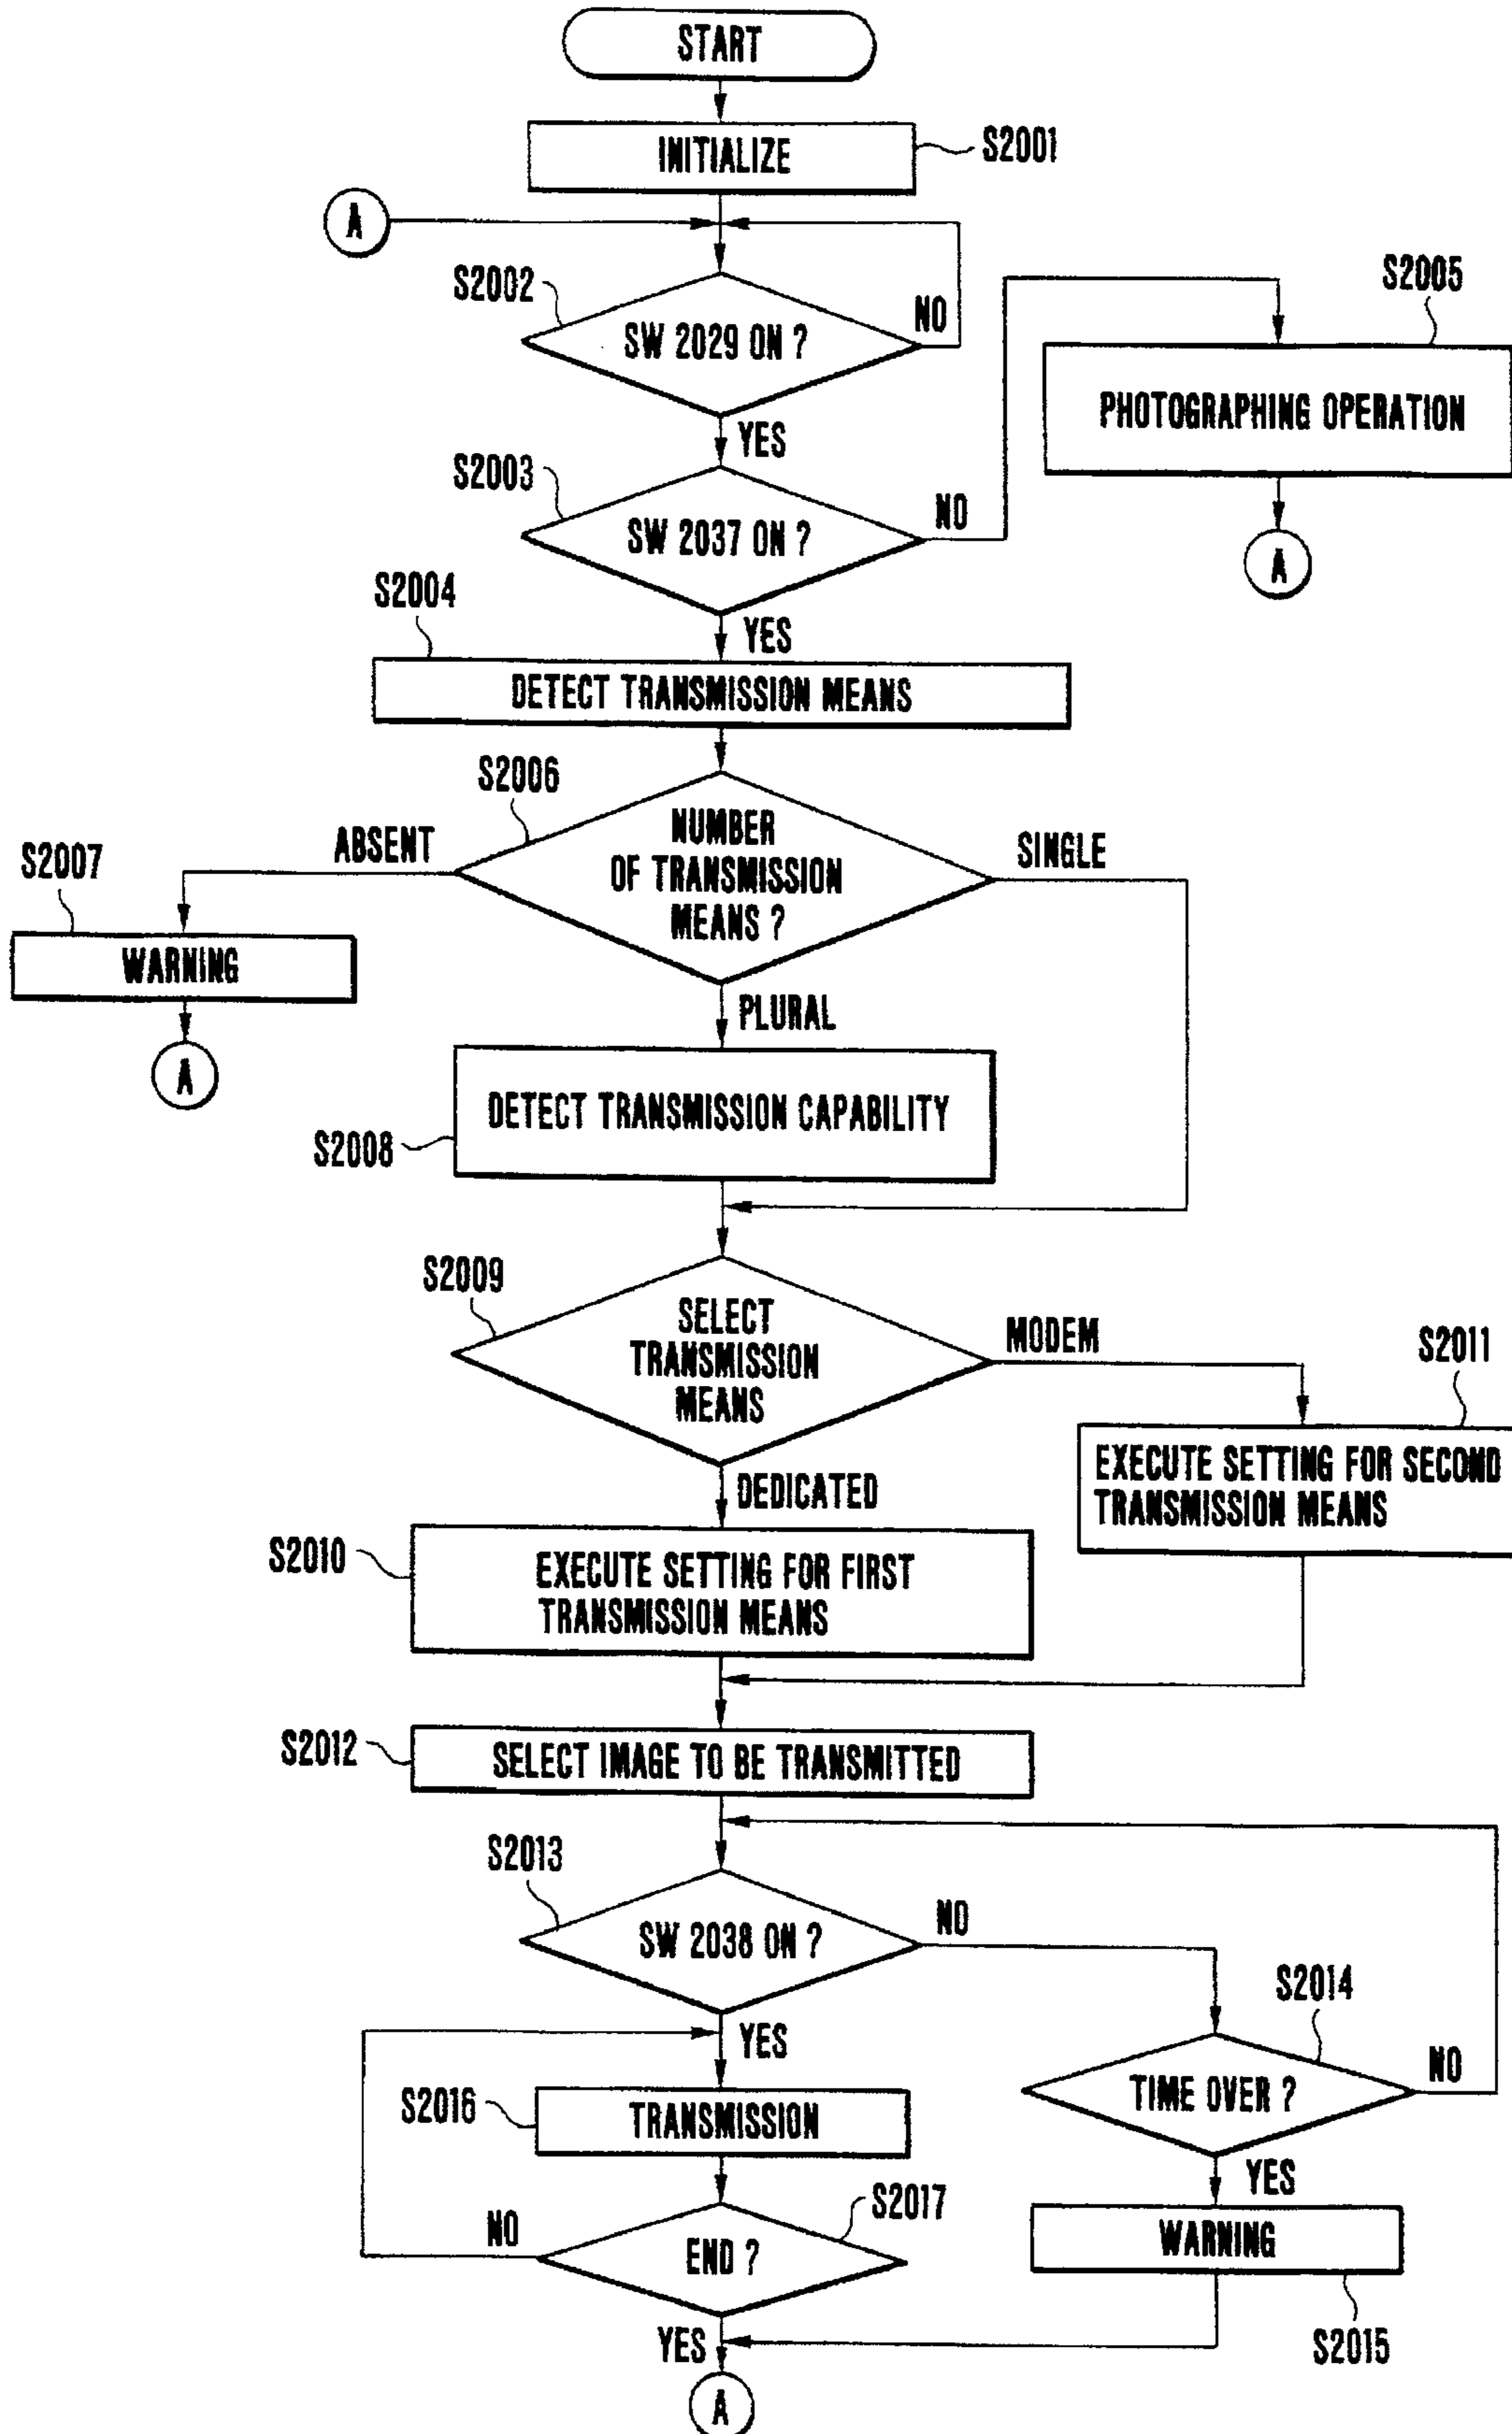 START
INITIALIZE
S2001
A
S2002
SW 2029 ON ?
NO
YES
S2005
PHOTOGRAPHING OPERATION
A
S2003
SW 2037 ON ?
NO
YES
S2004
DETECT TRANSMISSION MEANS
S2006
NUMBER
OF TRANSMISSION
MEANS ?
ABSENT
SINGLE
PLURAL
S2007
WARNING
A
DETECT TRANSMISSION CAPABILITY
S2008
S2009
SELECT
TRANSMISSION
MEANS
MODEM
DEDICATED
S2011
EXECUTE SETTING FOR SECOND
TRANSMISSION MEANS
S2010
EXECUTE SETTING FOR FIRST
TRANSMISSION MEANS
S2012
SELECT IMAGE TO BE TRANSMITTED
S2013
SW 2038 ON ?
NO
YES
S2014
TIME OVER ?
NO
YES
S2016
TRANSMISSION
S2017
END ?
NO
YES
WARNING
S2015
A